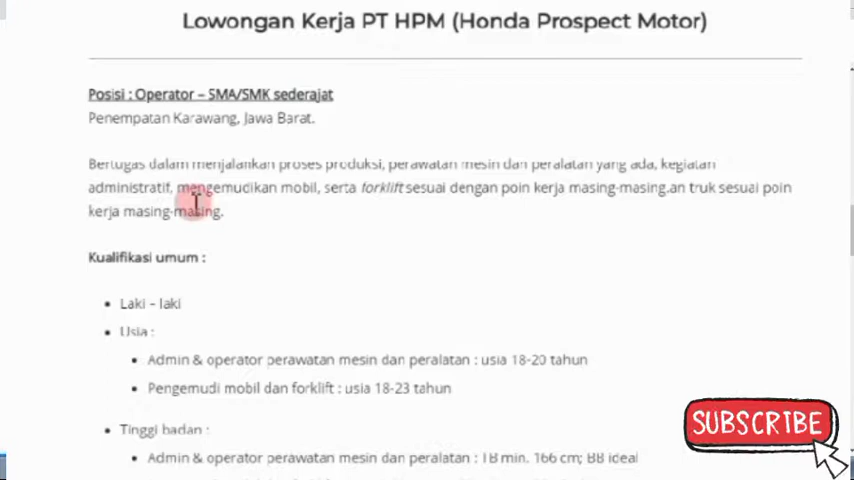 Lowongan Kerja PT HPM (Honda Prospect Motor)
Posisi : Operator – SMA/SMK sederajat
Penempatan Karawang, Jawa Barat.
Bertugas dalam menjalankan proses produksi, perawatan mesin dan peralatan yang ada, kegiatan
administratif, mengemudikan mobil, serta forklift sesuai dengan poin kerja masing-masing.an truk sesuai poin
kerja masing-masing.
Kualifikasi umum :
• Laki – laki
• Usia :
• Admin & operator perawatan mesin dan peralatan : usia 18-20 tahun
• Pengemudi mobil dan forklift : usia 18-23 tahun
• Tinggi badan :
• Admin & operator perawatan mesin dan peralatan : TB min. 166 cm; BB ideal
SUBSCRIBE